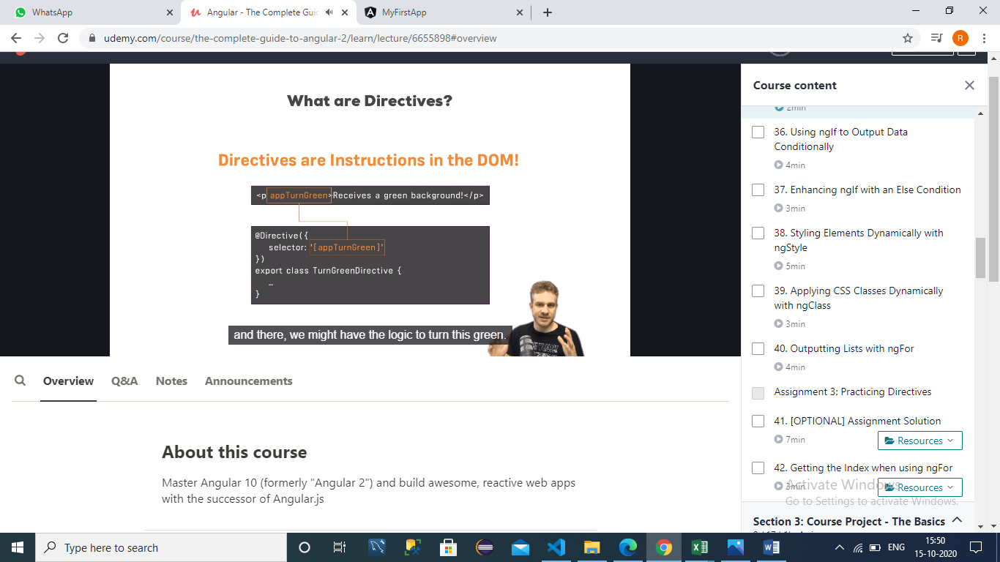 WhatsApp
Angular - The Complete Guid
MyFirstApp
udemy.com/course/the-complete-guide-to-angular-2/learn/lecture/6655898#overview
R
What are Directives?
Directives are Instructions in the DOM!
<p appTurnGreen>Receives a green background!</p>
@Directive({
selector: '[appTurnGreen]'
})
export class TurnGreenDirective {
…
}
and there, we might have the logic to turn this green.
Overview Q&A Notes Announcements
About this course
Master Angular 10 (formerly "Angular 2") and build awesome, reactive web apps
with the successor of Angular.js
Course content
2min
36. Using ngIf to Output Data
Conditionally
4min
37. Enhancing ngIf with an Else Condition
3min
38. Styling Elements Dynamically with
ngStyle
5min
39. Applying CSS Classes Dynamically
with ngClass
3min
40. Outputting Lists with ngFor
4min
Assignment 3: Practicing Directives
41. [OPTIONAL] Assignment Solution
7min
Resources
42. Getting the Index when using ngFor
3min
Resources
Activate Windows
Go to Settings to activate Windows.
Section 3: Course Project - The Basics
Type here to search
ENG
15:50
15-10-2020